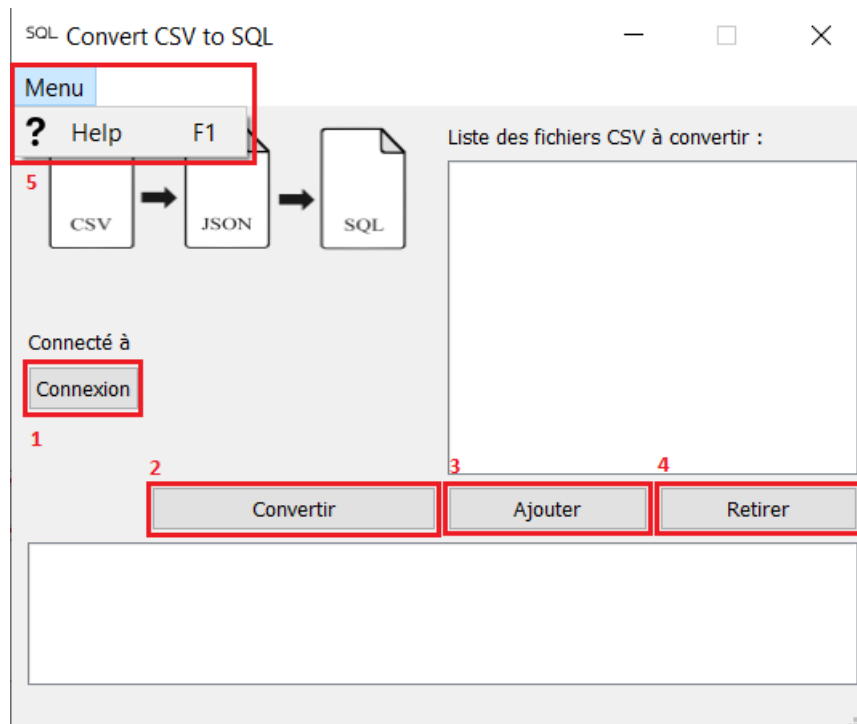 SQL Convert CSV to SQL
Menu
? Help F1
5
CSV
JSON
SQL
Liste des fichiers CSV à convertir :
Connecté à
Connexion
1
2
3
4
Convertir
Ajouter
Retirer